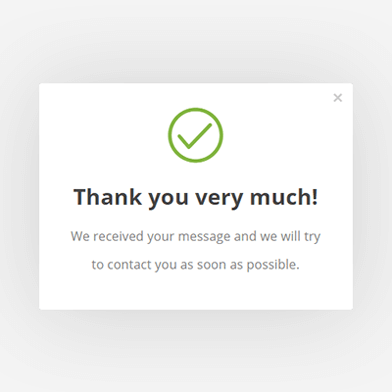 Thank you very much!
We received your message and we will try
to contact you as soon as possible.